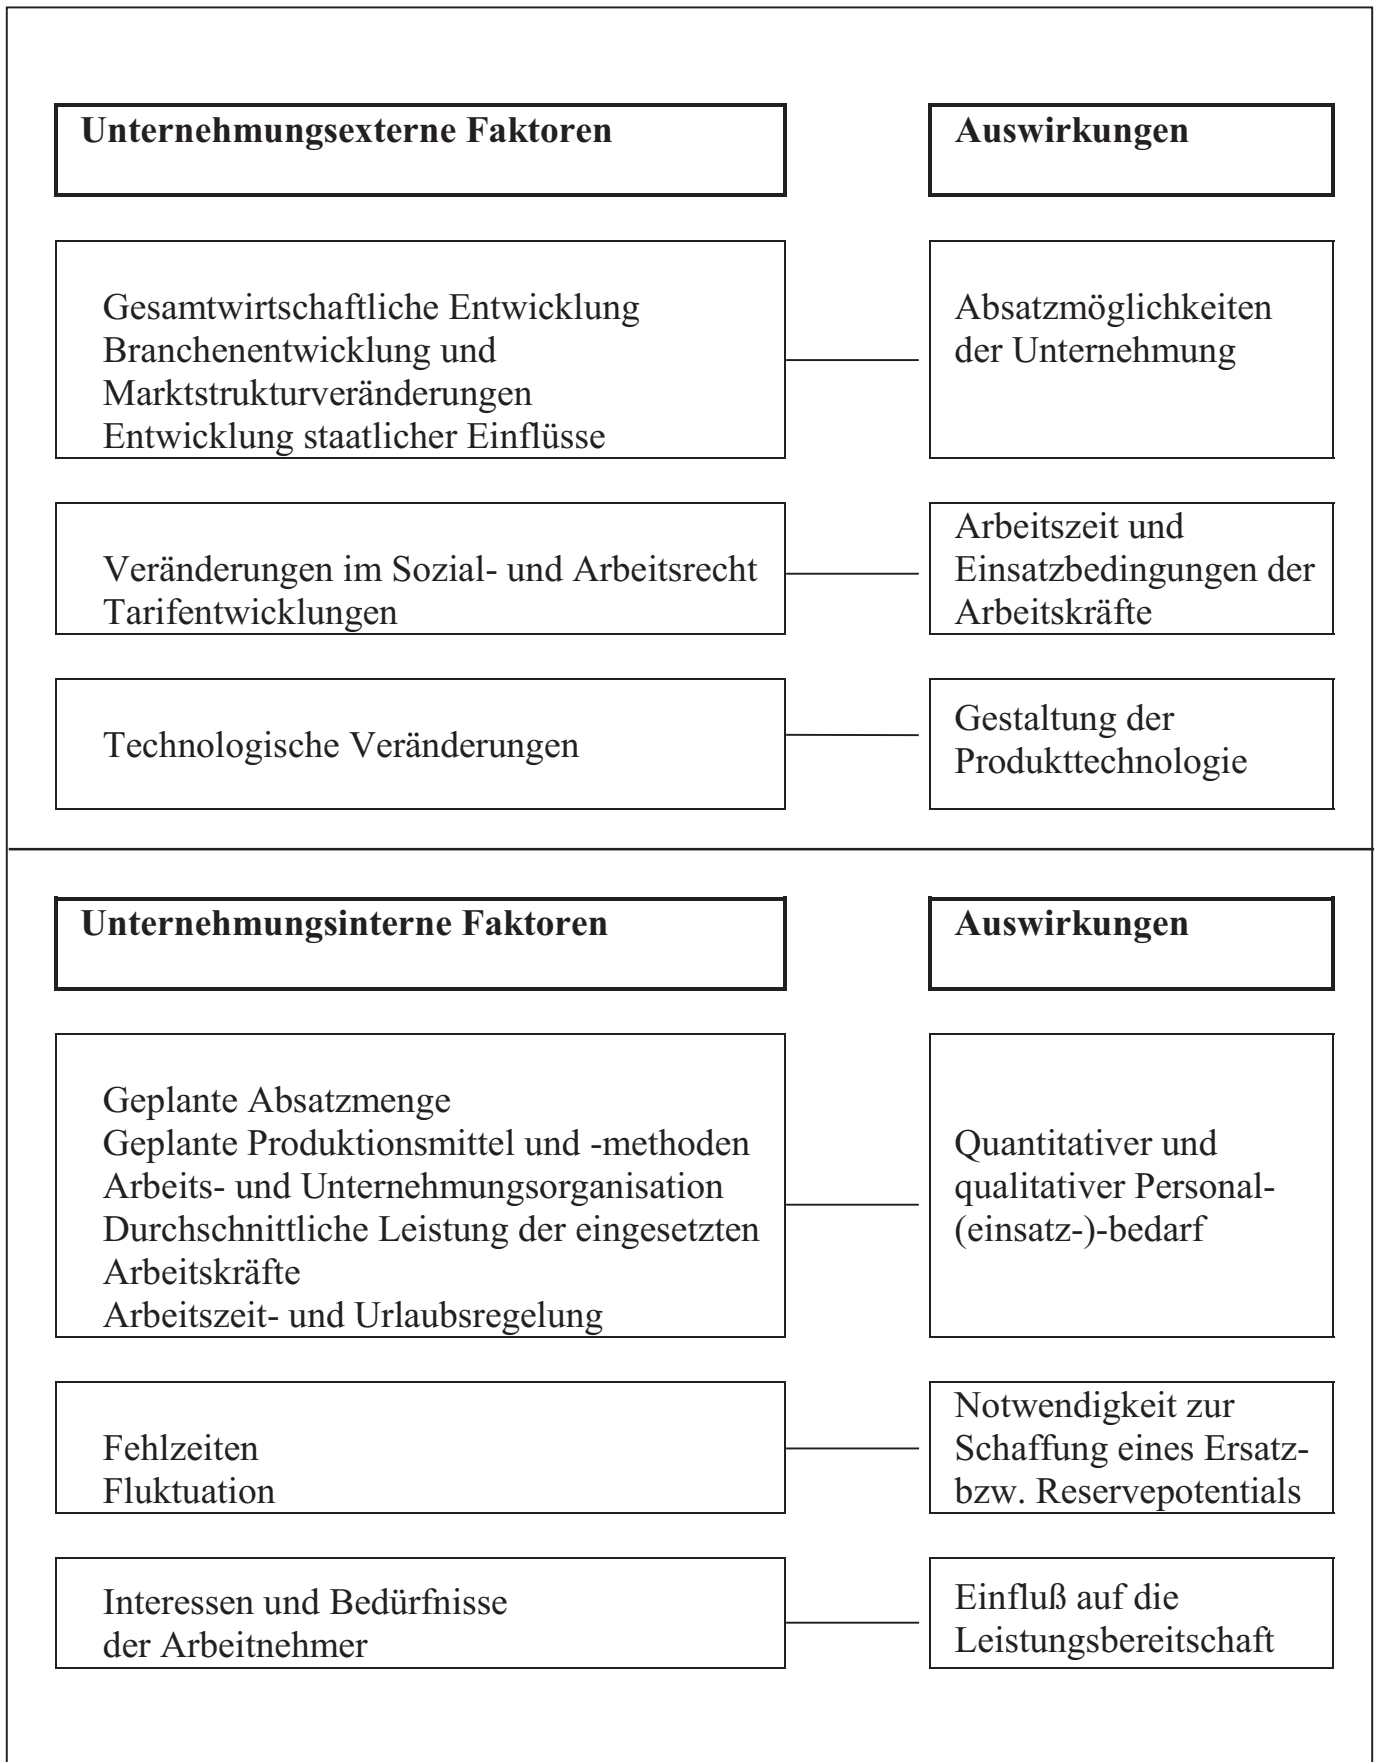 Unternehmungsexterne Faktoren
Auswirkungen
Gesamtwirtschaftliche Entwicklung
Branchenentwicklung und
Marktstrukturveränderungen
Entwicklung staatlicher Einflüsse
Absatzmöglichkeiten
der Unternehmung
Veränderungen im Sozial- und Arbeitsrecht
Tarifentwicklungen
Arbeitszeit und
Einsatzbedingungen der
Arbeitskräfte
Technologische Veränderungen
Gestaltung der
Produkttechnologie
Unternehmungsinterne Faktoren
Auswirkungen
Geplante Absatzmenge
Geplante Produktionsmittel und -methoden
Arbeits- und Unternehmungsorganisation
Durchschnittliche Leistung der eingesetzten
Arbeitskräfte
Arbeitszeit- und Urlaubsregelung
Quantitativer und
qualitativer Personal-
(einsatz-)-bedarf
Fehlzeiten
Fluktuation
Notwendigkeit zur
Schaffung eines Ersatz-
bzw. Reservepotentials
Interessen und Bedürfnisse
der Arbeitnehmer
Einfluß auf die
Leistungsbereitschaft